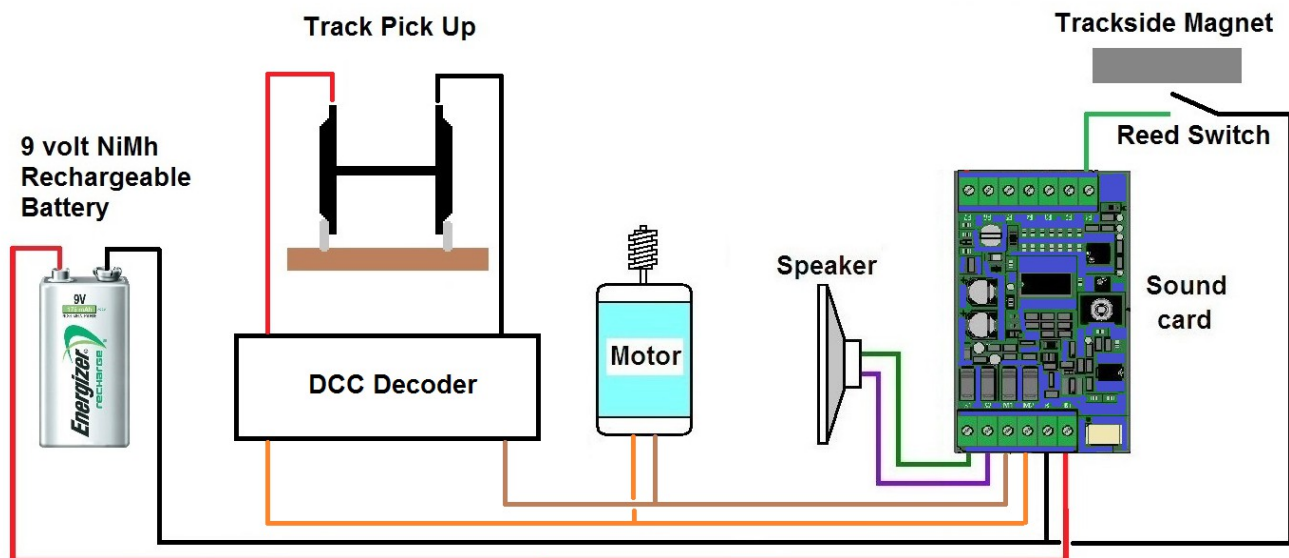 Trackside Magnet
Track Pick Up
Reed Switch
9 volt NiMh
Rechargeable
Battery
Speaker
Sound
card
9V
Energizer
recharge
Motor
DCC Decoder